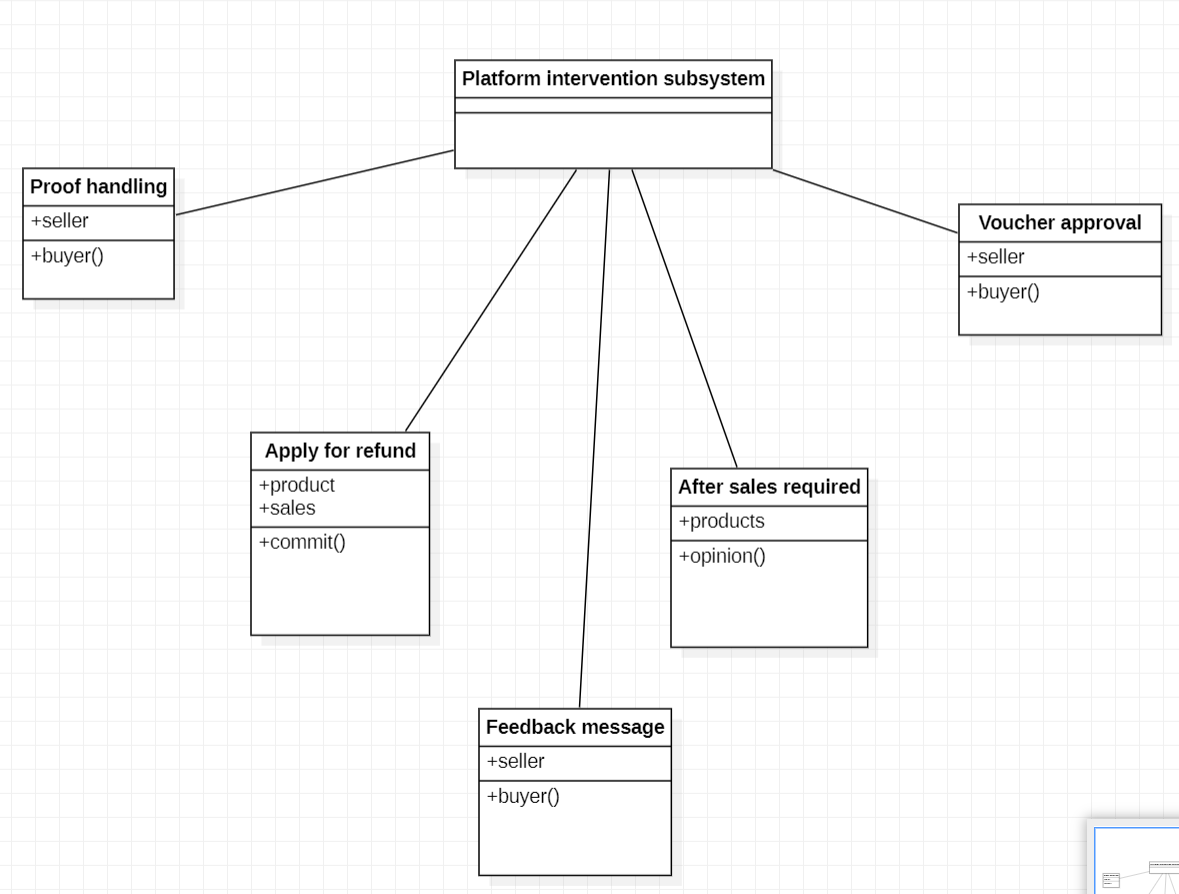 Platform intervention subsystem
Proof handling
+seller
+buyer()
Voucher approval
+seller
+buyer()
Apply for refund
+product
+sales
+commit()
After sales required
+products
+opinion()
Feedback message
+seller
+buyer()